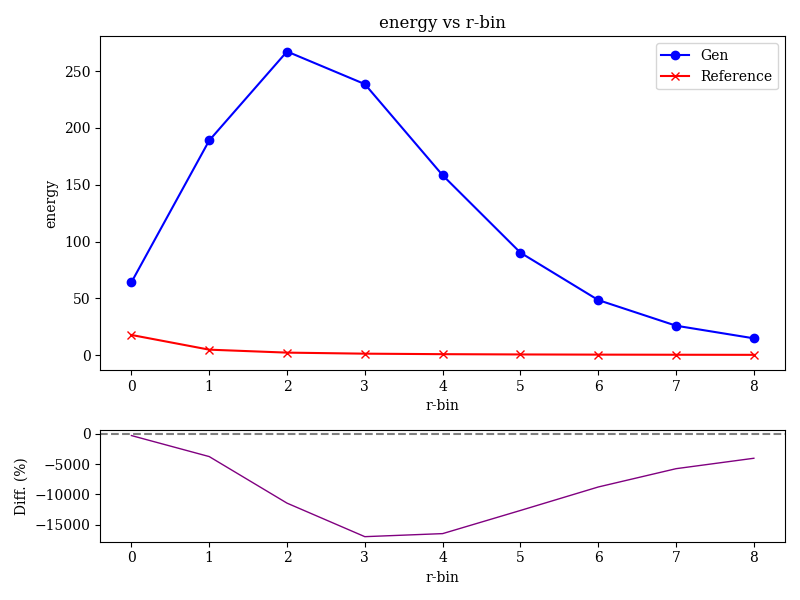 energy vs r-bin
Gen
Reference
energy
250
200
150
100
50
0
0 1 2 3 4 5 6 7 8
r-bin
Diff. (%)
0
−5000
−10000
−15000
0 1 2 3 4 5 6 7 8
r-bin